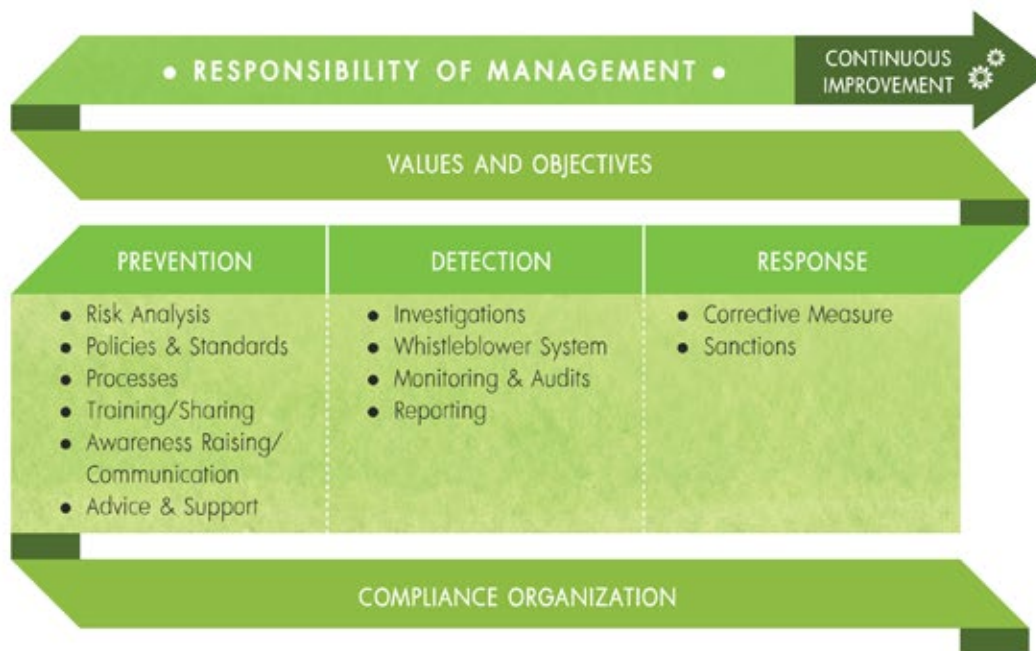 • RESPONSIBILITY OF MANAGEMENT •
CONTINUOUS
IMPROVEMENT
VALUES AND OBJECTIVES
PREVENTION
• Risk Analysis
• Policies & Standards
• Processes
• Training/Sharing
• Awareness Raising/
Communication
• Advice & Support
DETECTION
• Investigations
• Whistleblower System
• Monitoring & Audits
• Reporting
RESPONSE
• Corrective Measure
• Sanctions
COMPLIANCE ORGANIZATION